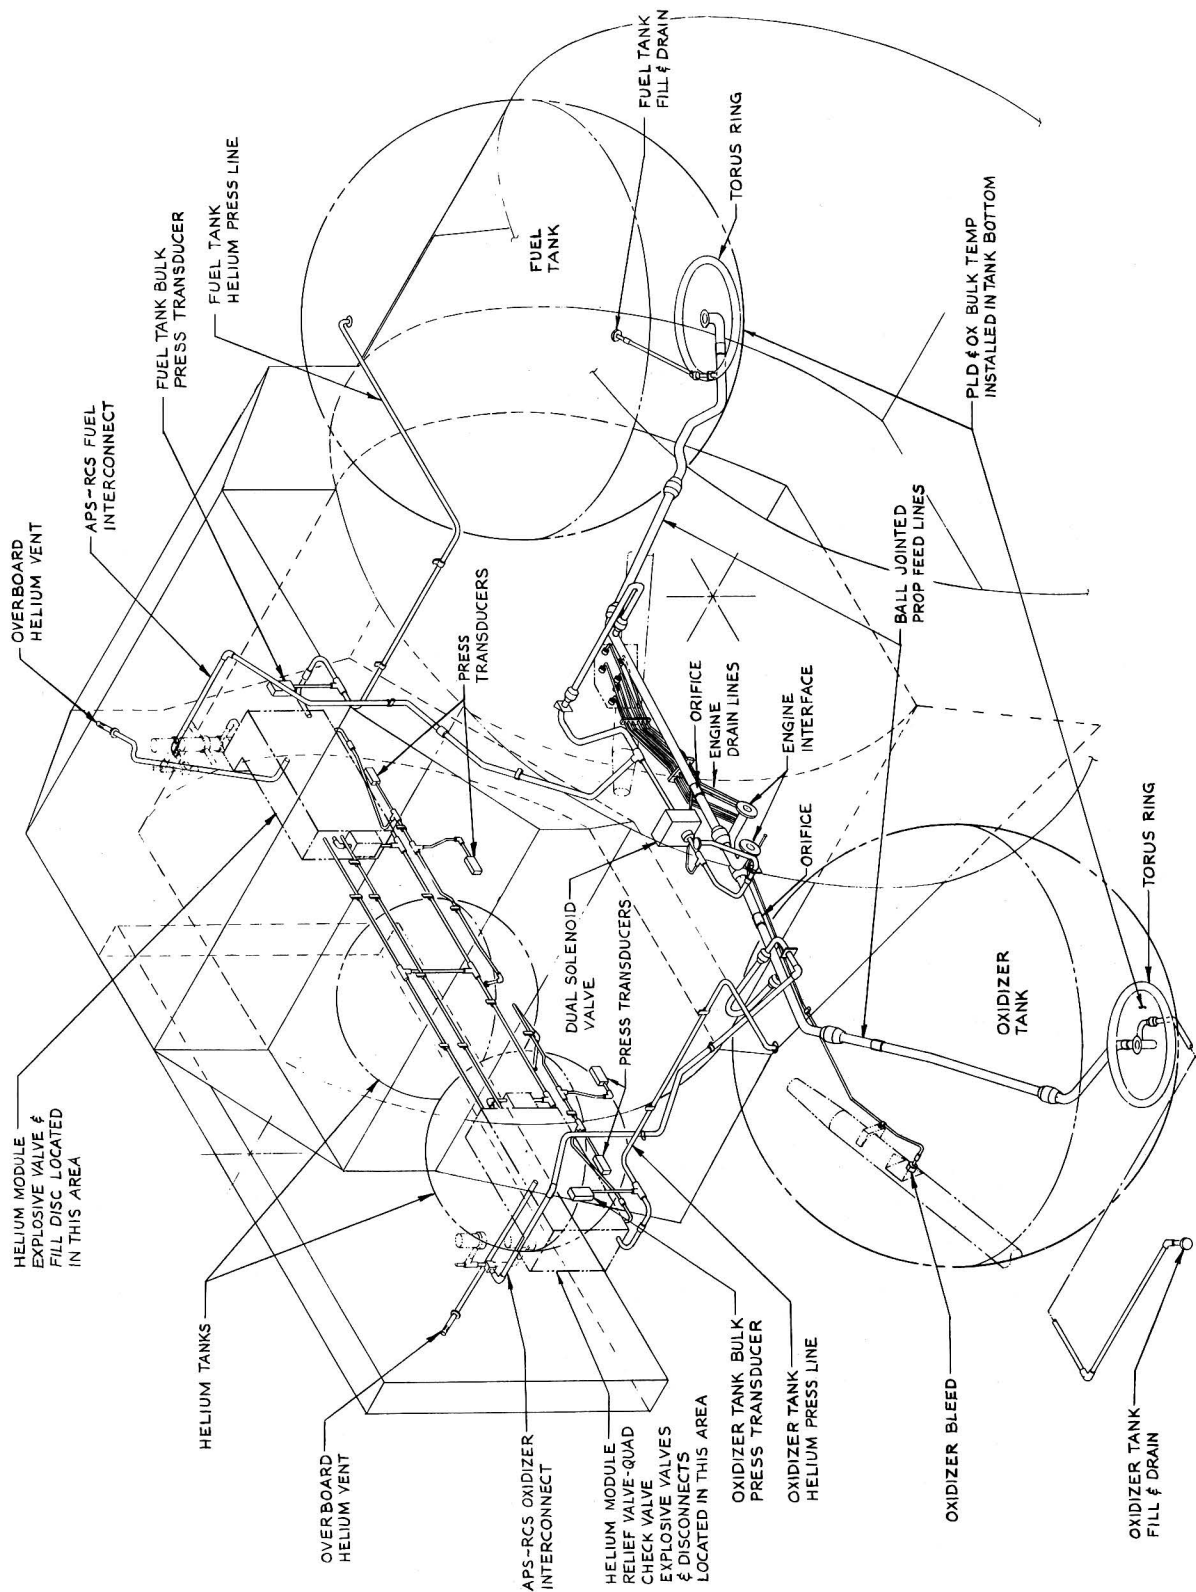 OVERBOARD
HELIUM VENT
APS-RCS FUEL
INTERCONNECT
FUEL TANK BULK
PRESS TRANSDUCER
FUEL TANK
HELIUM PRESS LINE
FUEL TANK
FILL & DRAIN
TORUS RING
FUEL
TANK
PLD & OX BULK TEMP
INSTALLED IN TANK BOTTOM
HELIUM MODULE
EXPLOSIVE VALVE &
FILL DISC LOCATED
IN THIS AREA
PRESS
TRANSDUCERS
BALL JOINTED
PROP FEED LINES
ORIFICE
ENGINE
DRAIN LINES
ENGINE
INTERFACE
ORIFICE
TORUS RING
HELIUM TANKS
DUAL SOLENOID
VALVE
PRESS TRANSDUCERS
OXIDIZER
TANK
OVERBOARD
HELIUM VENT
APS-RCS OXIDIZER
INTERCONNECT
HELIUM MODULE
RELIEF VALVE-QUAD
CHECK VALVE
EXPLOSIVE VALVES
& DISCONNECTS
LOCATED IN THIS AREA
OXIDIZER TANK BULK
PRESS TRANSDUCER
OXIDIZER TANK
HELIUM PRESS LINE
OXIDIZER BLEED
OXIDIZER TANK
FILL & DRAIN